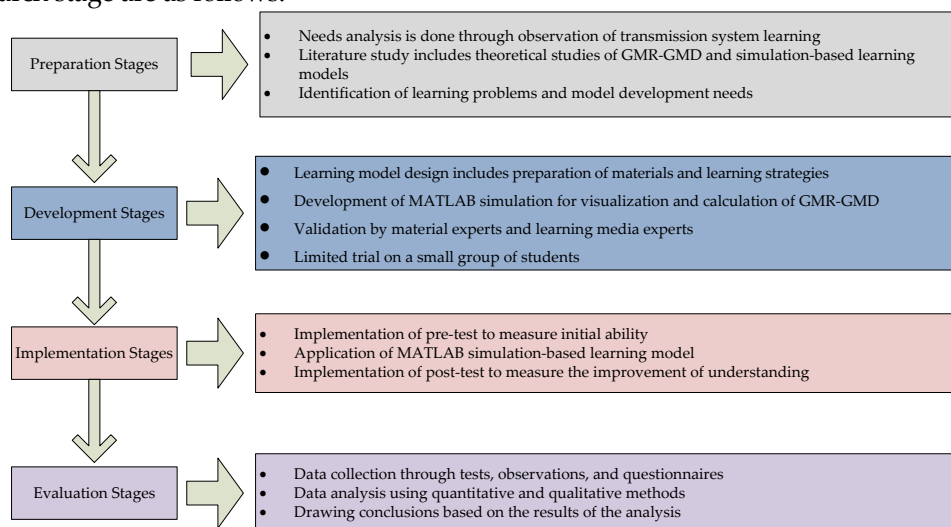 stage are as follows:
Preparation Stages
• Needs analysis is done through observation of transmission system learning
• Literature study includes theoretical studies of GMR-GMD and simulation-based learning
models
• Identification of learning problems and model development needs
Development Stages
• Learning model design includes preparation of materials and learning strategies
• Development of MATLAB simulation for visualization and calculation of GMR-GMD
• Validation by material experts and learning media experts
• Limited trial on a small group of students
Implementation Stages
• Implementation of pre-test to measure initial ability
• Application of MATLAB simulation-based learning model
• Implementation of post-test to measure the improvement of understanding
Evaluation Stages
• Data collection through tests, observations, and questionnaires
• Data analysis using quantitative and qualitative methods
• Drawing conclusions based on the results of the analysis